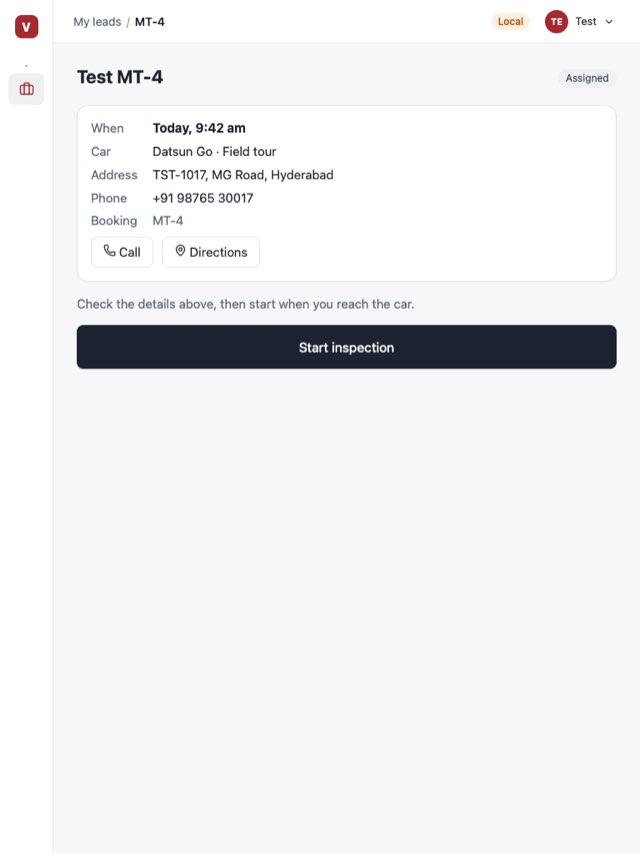 V
My leads / MT-4
Local
TE
Test
Test MT-4
Assigned
When Today, 9:42 am
Car Datsun Go · Field tour
Address TST-1017, MG Road, Hyderabad
Phone +91 98765 30017
Booking MT-4
Call
Directions
Check the details above, then start when you reach the car.
Start inspection